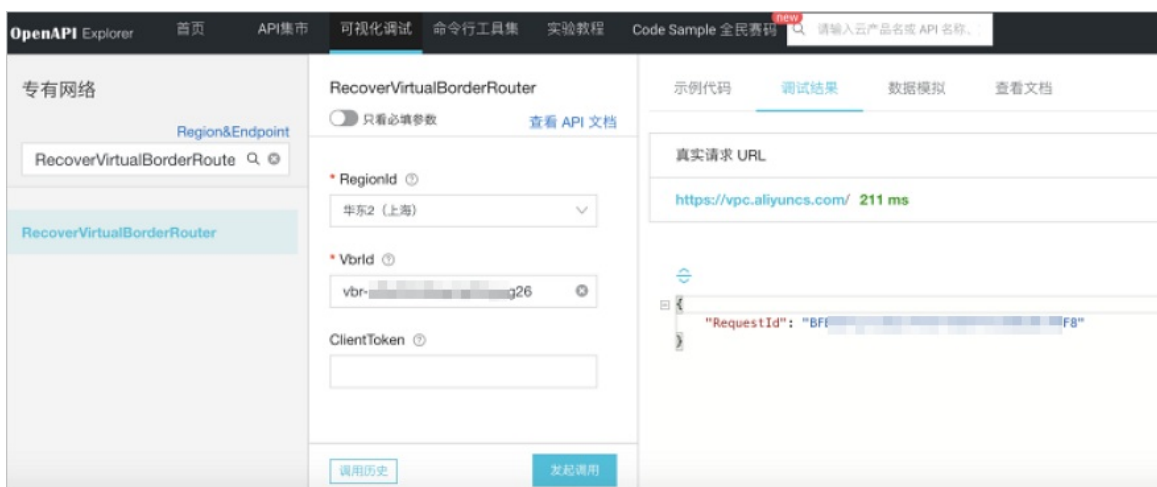 OpenAPI Explorer 首页 API集市 可视化调试 命令行工具集 实验教程 Code Sample 全民赛码 new 请输入云产品名或 API 名称,
专有网络
Region&Endpoint
RecoverVirtualBorderRoute
RecoverVirtualBorderRouter
RecoverVirtualBorderRouter
只看必填参数 查看 API 文档
* RegionId
华东2（上海）
* VbrId
vbr- g26
ClientToken
调用历史 发起调用
示例代码 调试结果 数据模拟 查看文档
真实请求 URL
https://vpc.aliyuncs.com/ 211 ms
{
"RequestId": "BF F8"
}